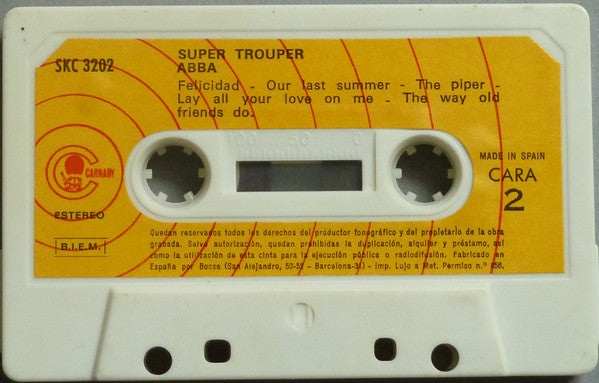 SKC 3202
SUPER TROUPER
ABBA
Felicidad - Our last summer - The piper -
Lay all your love on me - The way old
friends do.
00 50 0
CARNABY
ESTEREO
B.I.E.M.
MADE IN SPAIN
CARA
2
Quedan reservados todos los derechos del productor fonográfico y del propietario de la obra
grabada. Salvo autorización, quedan prohibidas la duplicación, alquiler y préstamo, así
como la utilización de esta cinta para la ejecución pública o radiodifusión. Fabricado en
España por Bocsa (San Alejandro, 50-52 - Barcelona-31) - Imp. Lujo a Met. Permiso n.º 556.